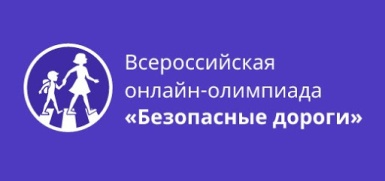 Всероссийская
онлайн-олимпиада
«Безопасные дороги»